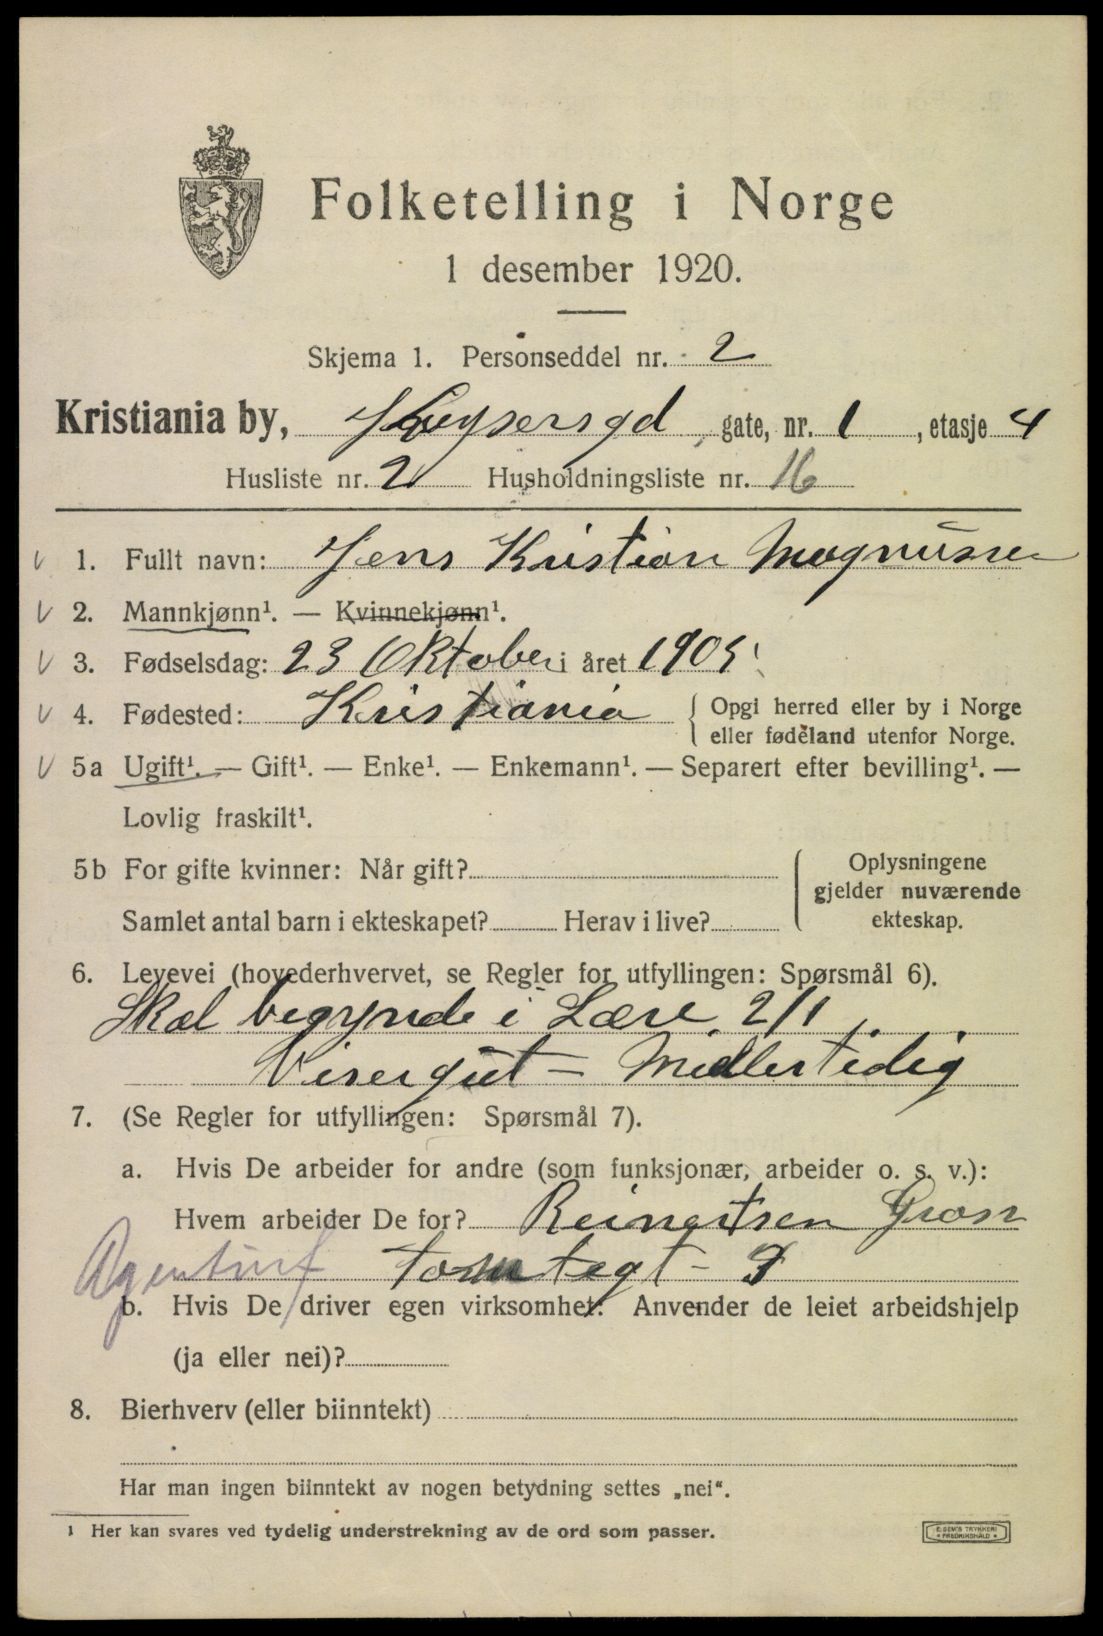 Folketelling i Norge
1 desember 1920.
Skjema 1. Personseddel nr. 2
Kristiania by, Keysersgd gate, nr. 1, etasje 4
Husliste nr. 2 Husholdningsliste nr. 16
1. Fullt navn: Jens Kristian Magnussen
2. Mannkjønn¹. — Kvinnekjønn¹.
3. Fødselsdag: 23 Oktober i året 1905
4. Fødested: Kristiania { Opgi herred eller by i Norge
eller fødeland utenfor Norge.
5a Ugift¹. — Gift¹. — Enke¹. — Enkemann¹. — Separert efter bevilling¹. —
Lovlig fraskilt¹.
5b For gifte kvinner: Når gift? Oplysningene
gjelder nuværende
Samlet antal barn i ekteskapet? Herav i live? ekteskap.
6. Levevei (hovederhvervet, se Regler for utfyllingen: Spørsmål 6).
Skal begynde i Lære 2/1
Visergut – Midlertidig
7. (Se Regler for utfyllingen: Spørsmål 7).
a. Hvis De arbeider for andre (som funksjonær, arbeider o. s. v.):
Hvem arbeider De for? Reinertsen
Agenturf
b. Hvis De driver egen virksomhet: Anvender de leiet arbeidshjelp
(ja eller nei)?
8. Bierhverv (eller biinntekt)
Har man ingen biinntekt av nogen betydning settes „nei“.
¹ Her kan svares ved tydelig understrekning av de ord som passer.
E. SEM'S TRYKKERI
• FREDRIKSHALD •